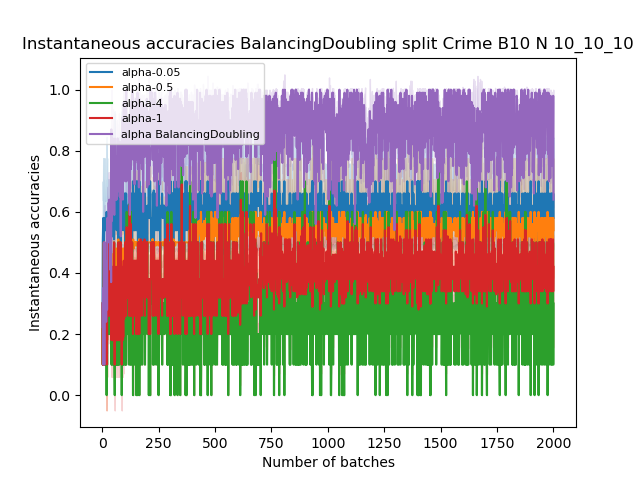 Instantaneous accuracies BalancingDoubling split Crime B10 N 10_10_10
alpha-0.05
alpha-0.5
alpha-4
alpha-1
alpha BalancingDoubling
1.0
0.8
0.6
0.4
0.2
0.0
Instantaneous accuracies
0 250 500 750 1000 1250 1500 1750 2000
Number of batches